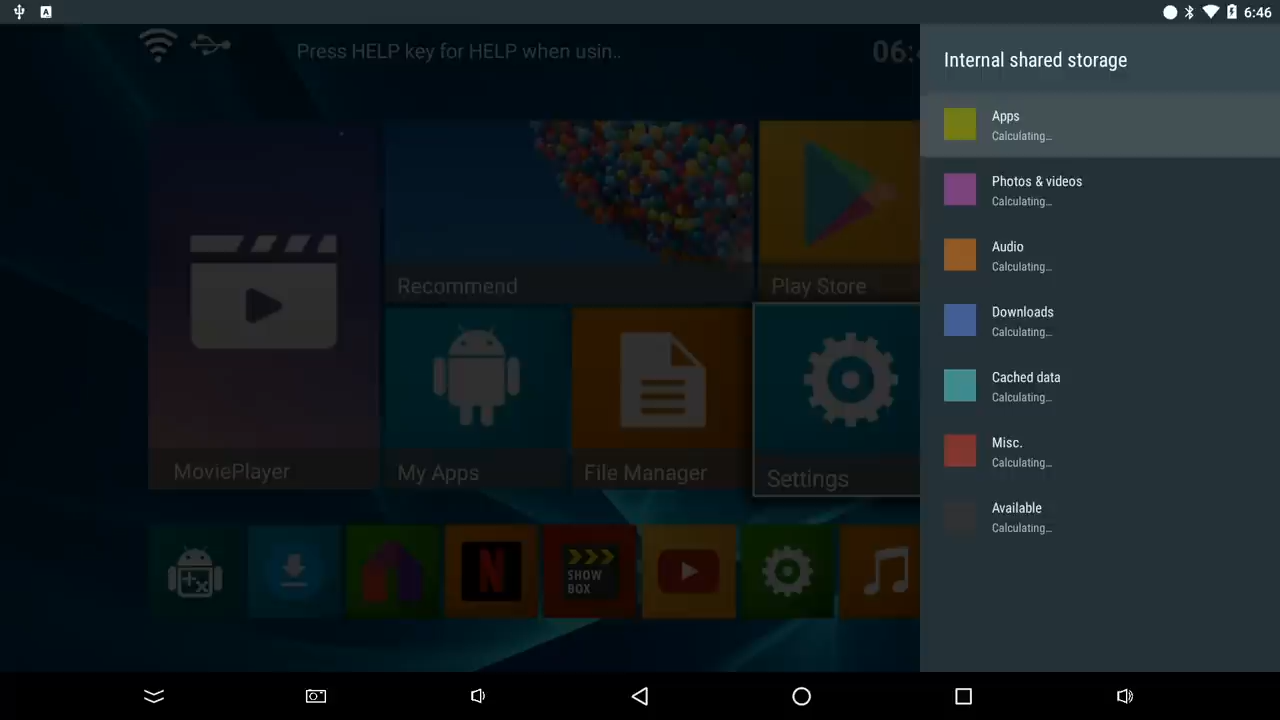 6:46
Press HELP key for HELP when usin..
Internal shared storage
Apps
Calculating…
Photos & videos
Calculating…
Audio
Calculating…
Downloads
Calculating…
Cached data
Calculating…
Misc.
Calculating…
Available
Calculating…
Recommend
Play Store
MoviePlayer
My Apps
File Manager
Settings
N
SHOW
BOX